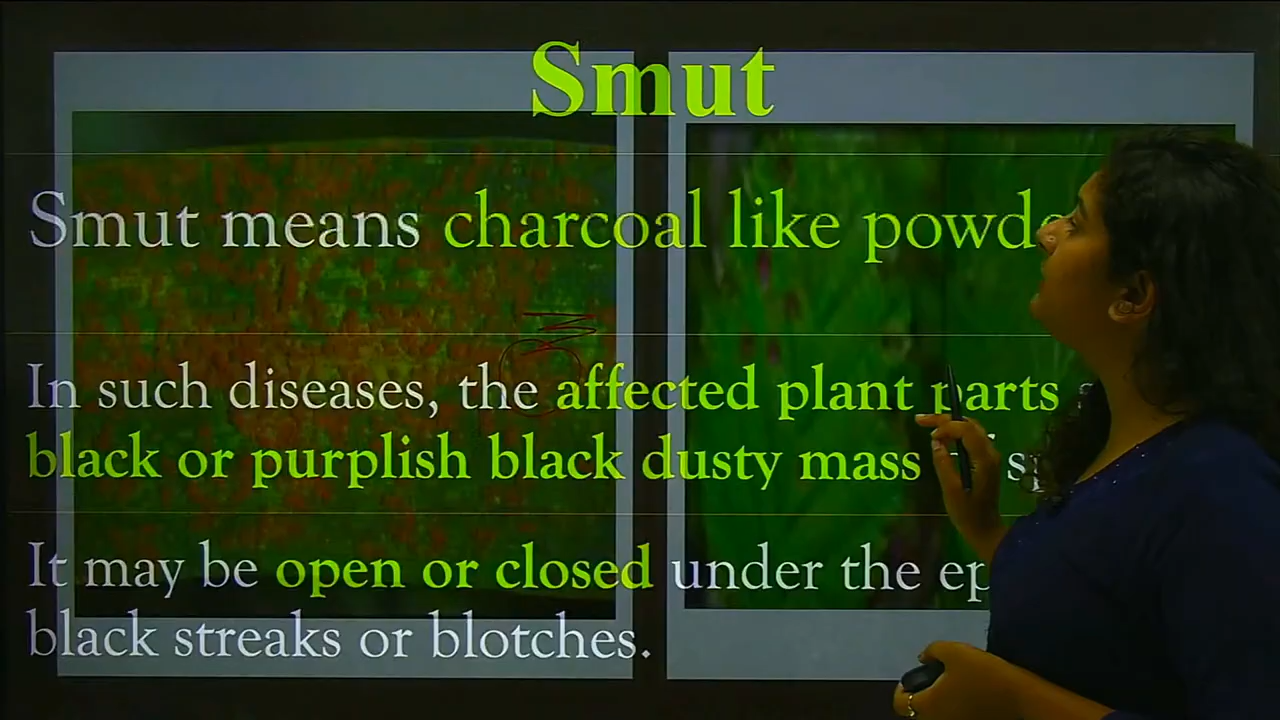 Smut
Smut means charcoal like powd
In such diseases, the affected plant parts
black or purplish black dusty mass
It may be open or closed under the ep
black streaks or blotches.